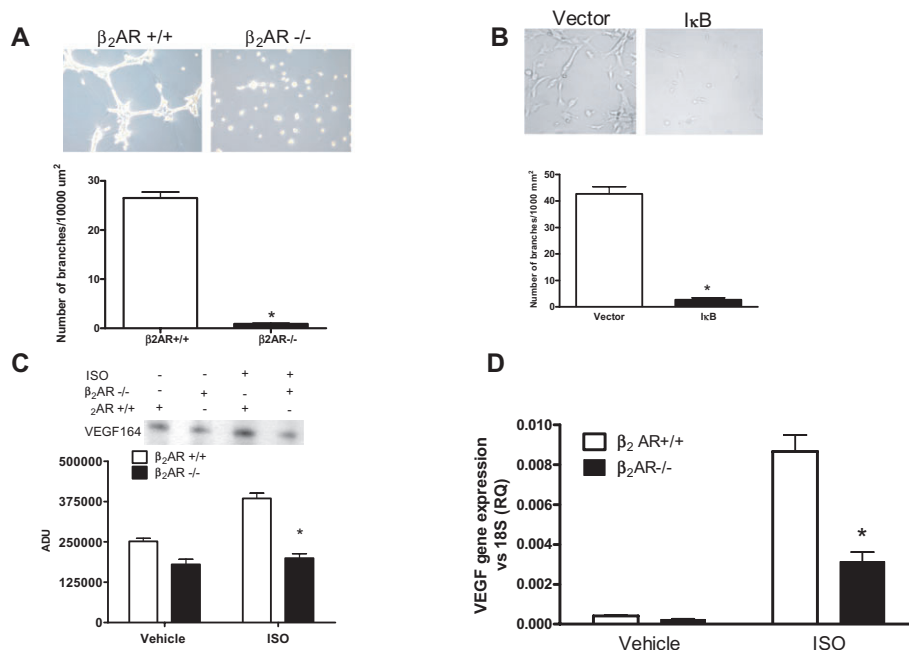 A
β₂AR +/+ β₂AR -/-
Number of branches/10000 um²
30
20
10
0
*
β2AR+/+ β2AR-/-
B
Vector IκB
Number of branches/1000 mm²
50
40
30
20
10
0
*
Vector IκB
C
ISO - - + +
β₂AR -/- - + - +
₂AR +/+ + - + -
VEGF164
β₂AR +/+
β₂AR -/-
ADU
500000
375000
250000
125000
*
Vehicle ISO
D
β₂ AR+/+
β₂AR-/-
VEGF gene expression
vs 18S (RQ)
0.010
0.008
0.006
0.004
0.002
0.000
*
Vehicle ISO